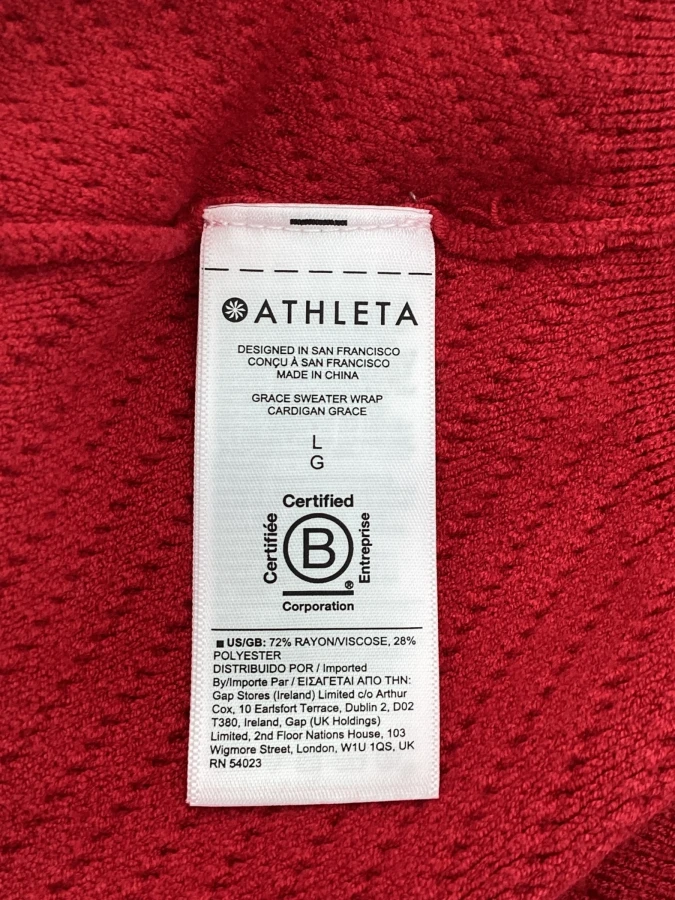 ATHLETA
DESIGNED IN SAN FRANCISCO
CONÇU À SAN FRANCISCO
MADE IN CHINA
GRACE SWEATER WRAP
CARDIGAN GRACE
L
G
Certified
Certifiée
B
Entreprise
®
Corporation
US/GB: 72% RAYON/VISCOSE, 28%
POLYESTER
DISTRIBUIDO POR / Imported
By/Importe Par / ΕΙΣΑΓΕΤΑΙ ΑΠΟ ΤΗΝ:
Gap Stores (Ireland) Limited c/o Arthur
Cox, 10 Earlsfort Terrace, Dublin 2, D02
T380, Ireland, Gap (UK Holdings)
Limited, 2nd Floor Nations House, 103
Wigmore Street, London, W1U 1QS, UK
RN 54023